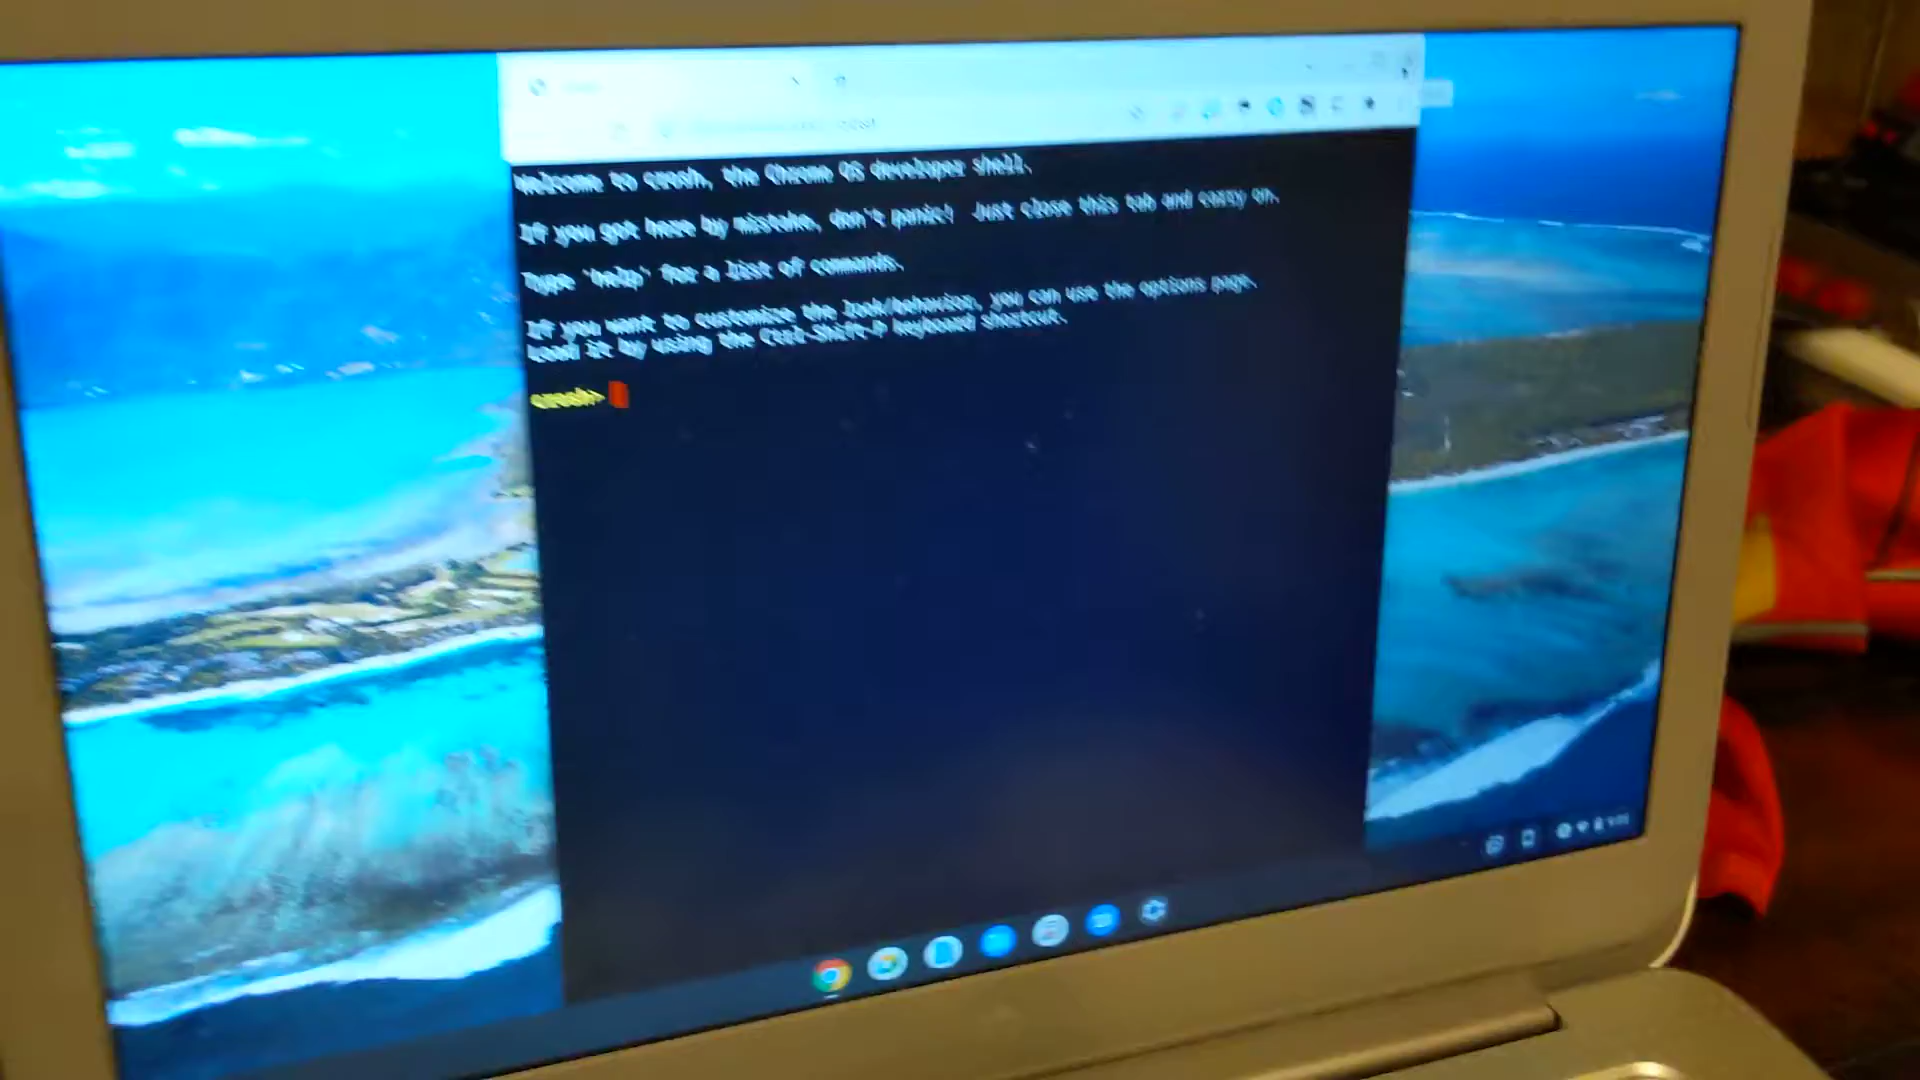 Welcome to crosh, the Chrome OS developer shell.
If you got here by mistake, don't panic!  Just close this tab and carry on.
Type 'help' for a list of commands.
If you want to customize the look/behavior, you can use the options page.
Load it by using the Ctrl-Shift-P keyboard shortcut.
crosh>